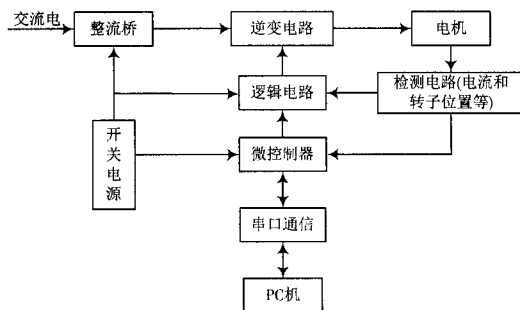 交流电
整流桥
逆变电路
电机
逻辑电路
检测电路(电流和
转子位置等)
开
关
电
源
微控制器
串口通信
PC机